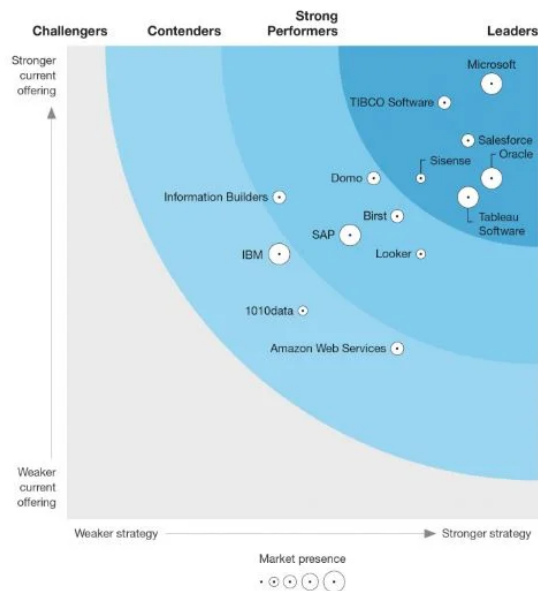 Challengers
Contenders
Strong
Performers
Leaders
Stronger
current
offering
Microsoft
TIBCO Software
Salesforce
Oracle
Sisense
Domo
Information Builders
Birst
Tableau
Software
SAP
IBM
Looker
1010data
Amazon Web Services
Weaker
current
offering
Weaker strategy
Stronger strategy
Market presence